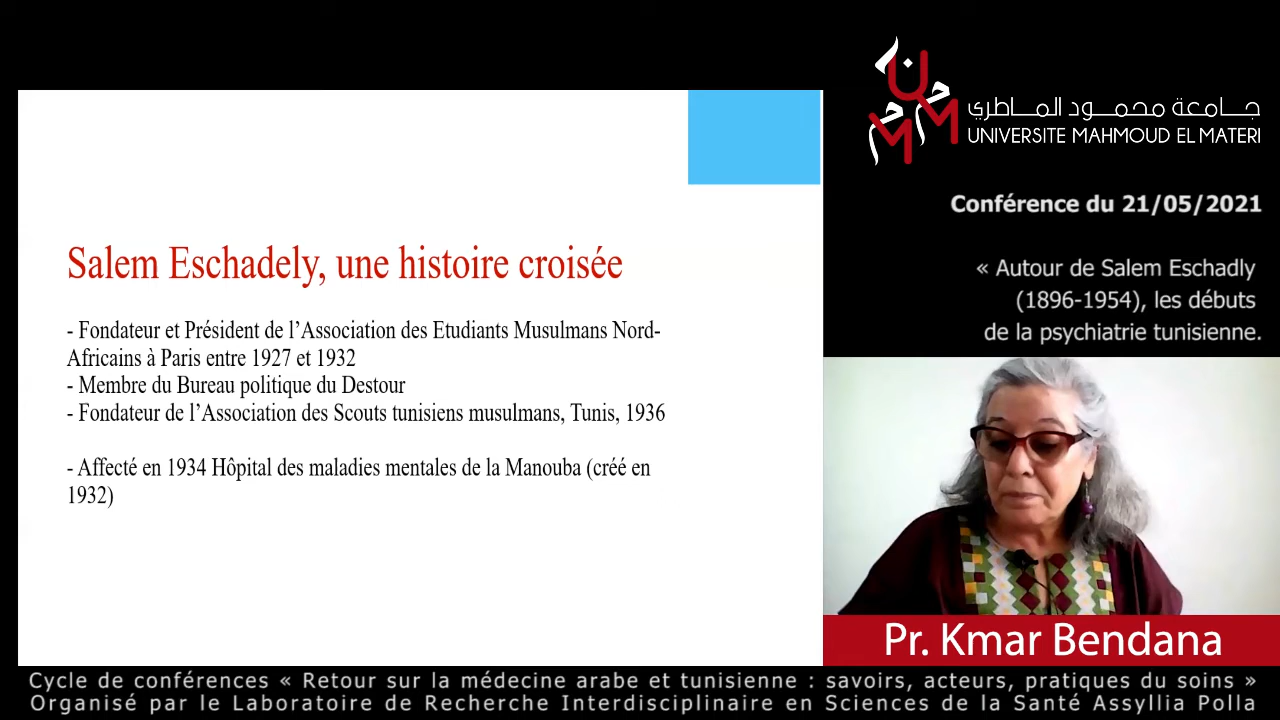 Salem Eschadely, une histoire croisée
- Fondateur et Président de l’Association des Etudiants Musulmans Nord-
Africains à Paris entre 1927 et 1932
- Membre du Bureau politique du Destour
- Fondateur de l’Association des Scouts tunisiens musulmans, Tunis, 1936
- Affecté en 1934 Hôpital des maladies mentales de la Manouba (créé en
1932)
جامعة محمود الماطري
UNIVERSITE MAHMOUD EL MATERI
Conférence du 21/05/2021
« Autour de Salem Eschadly
(1896-1954), les débuts
de la psychiatrie tunisienne.
Pr. Kmar Bendana
Cycle de conférences « Retour sur la médecine arabe et tunisienne : savoirs, acteurs, pratiques du soins »
Organisé par le Laboratoire de Recherche Interdisciplinaire en Sciences de la Santé Assyllia Polla